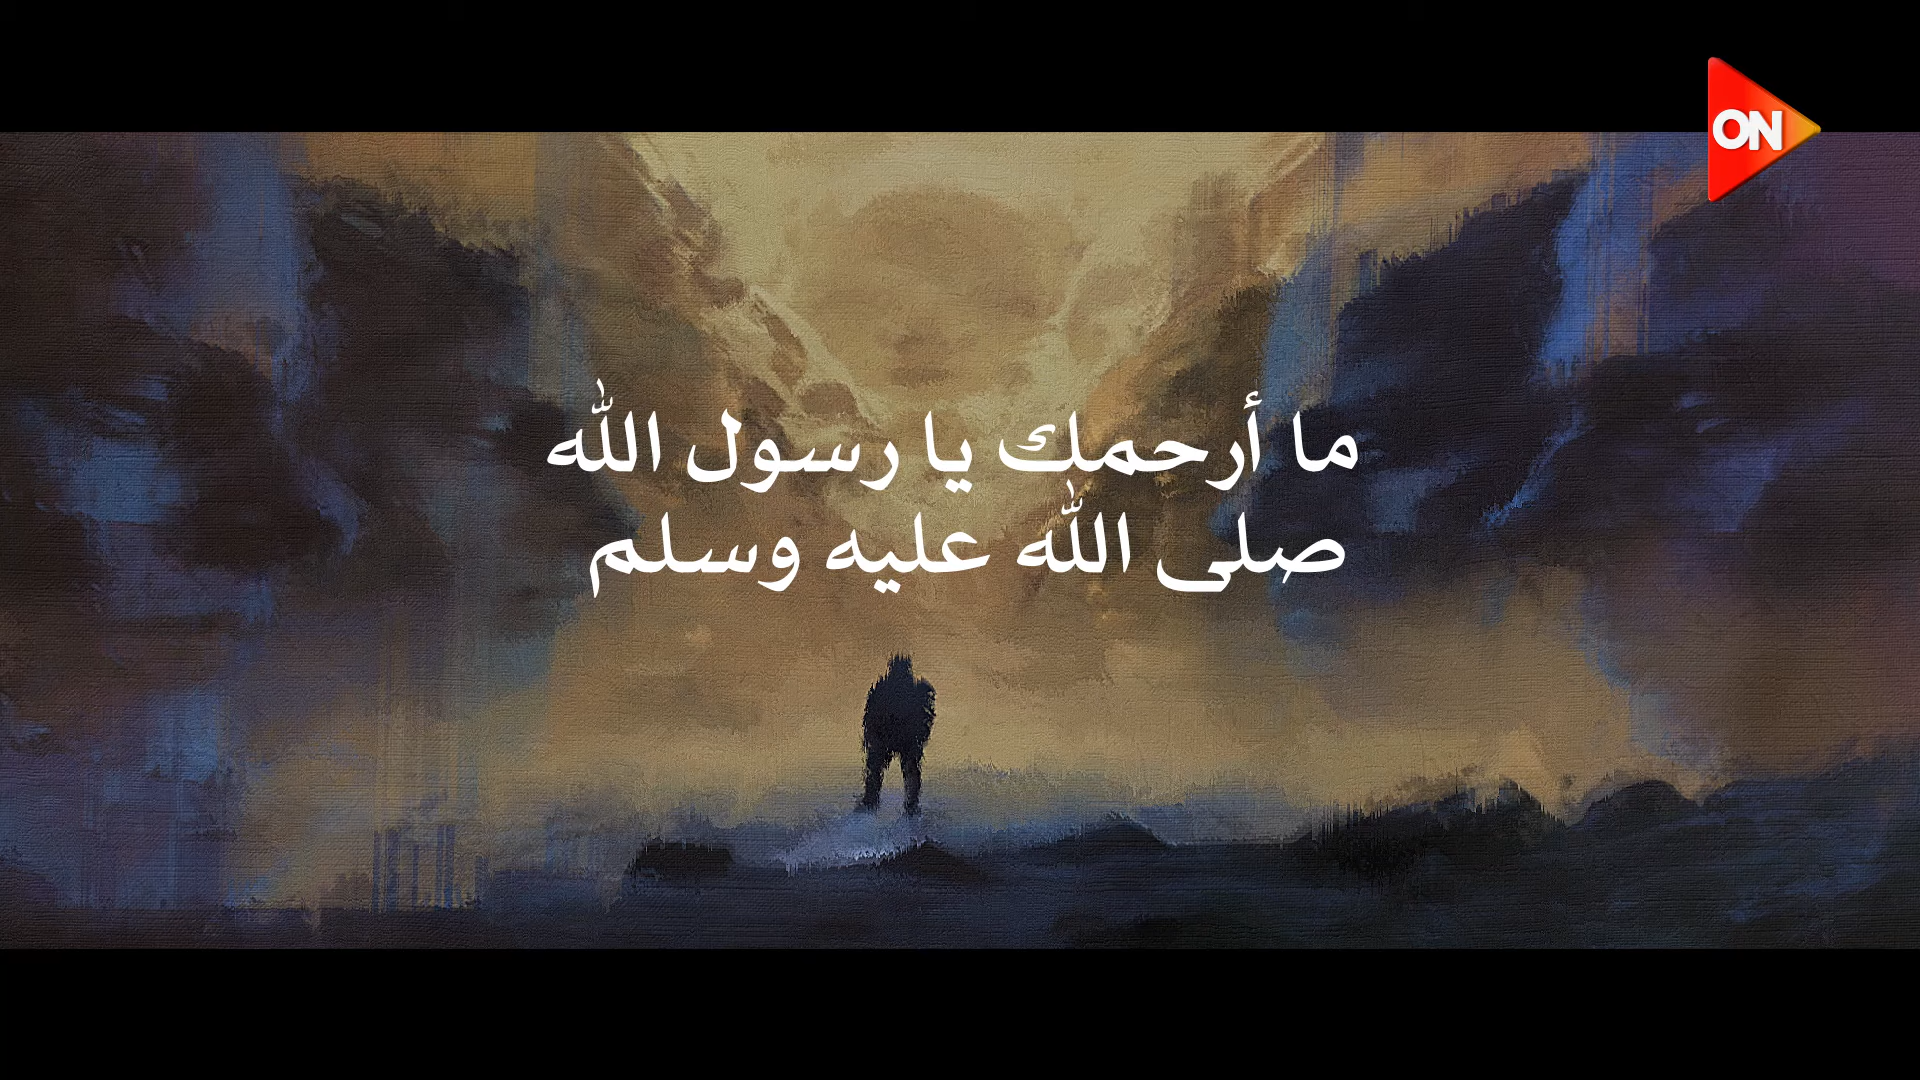 ON
ما أرحمك يا رسول الله
صلى الله عليه وسلم